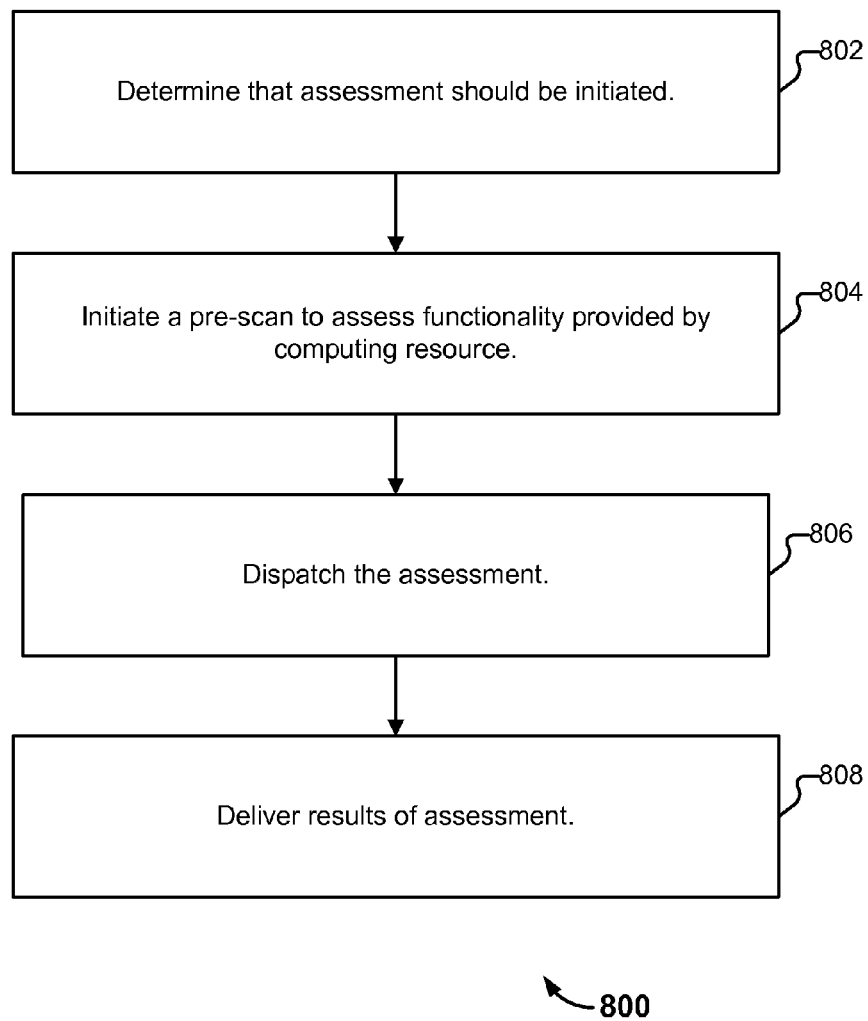 Determine that assessment should be initiated.
802
Initiate a pre-scan to assess functionality provided by
computing resource.
804
Dispatch the assessment.
806
Deliver results of assessment.
808
800